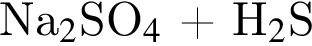 Na₂SO₄ + H₂S